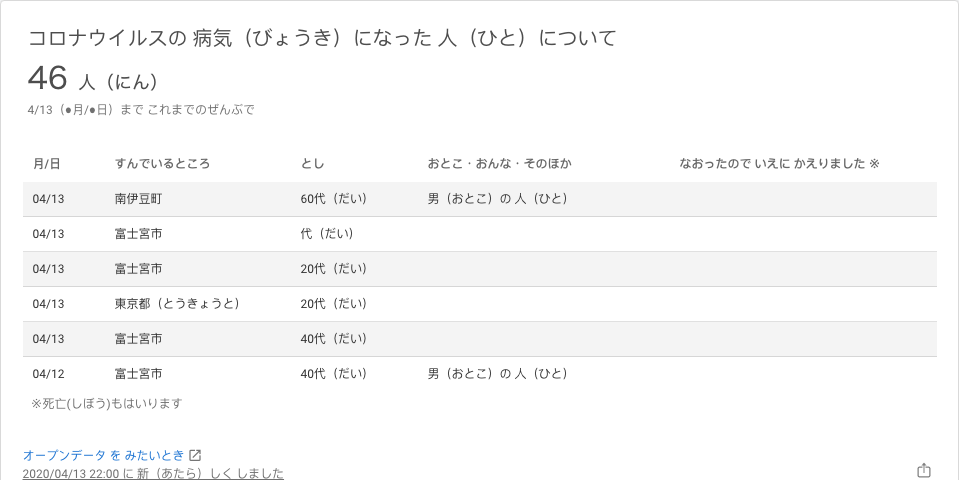 コロナウイルスの 病気（びょうき）になった 人（ひと）について
46 人（にん）
4/13（●月/●日）まで これまでのぜんぶで
月/日 すんでいるところ とし おとこ・おんな・そのほか なおったので いえに かえりました ※
04/13 南伊豆町 60代（だい） 男（おとこ）の 人（ひと）
04/13 富士宮市 代（だい）
04/13 富士宮市 20代（だい）
04/13 東京都（とうきょうと） 20代（だい）
04/13 富士宮市 40代（だい）
04/12 富士宮市 40代（だい） 男（おとこ）の 人（ひと）
※死亡(しぼう)もはいります
オープンデータ を みたいとき
2020/04/13 22:00 に 新（あたら）しく しました